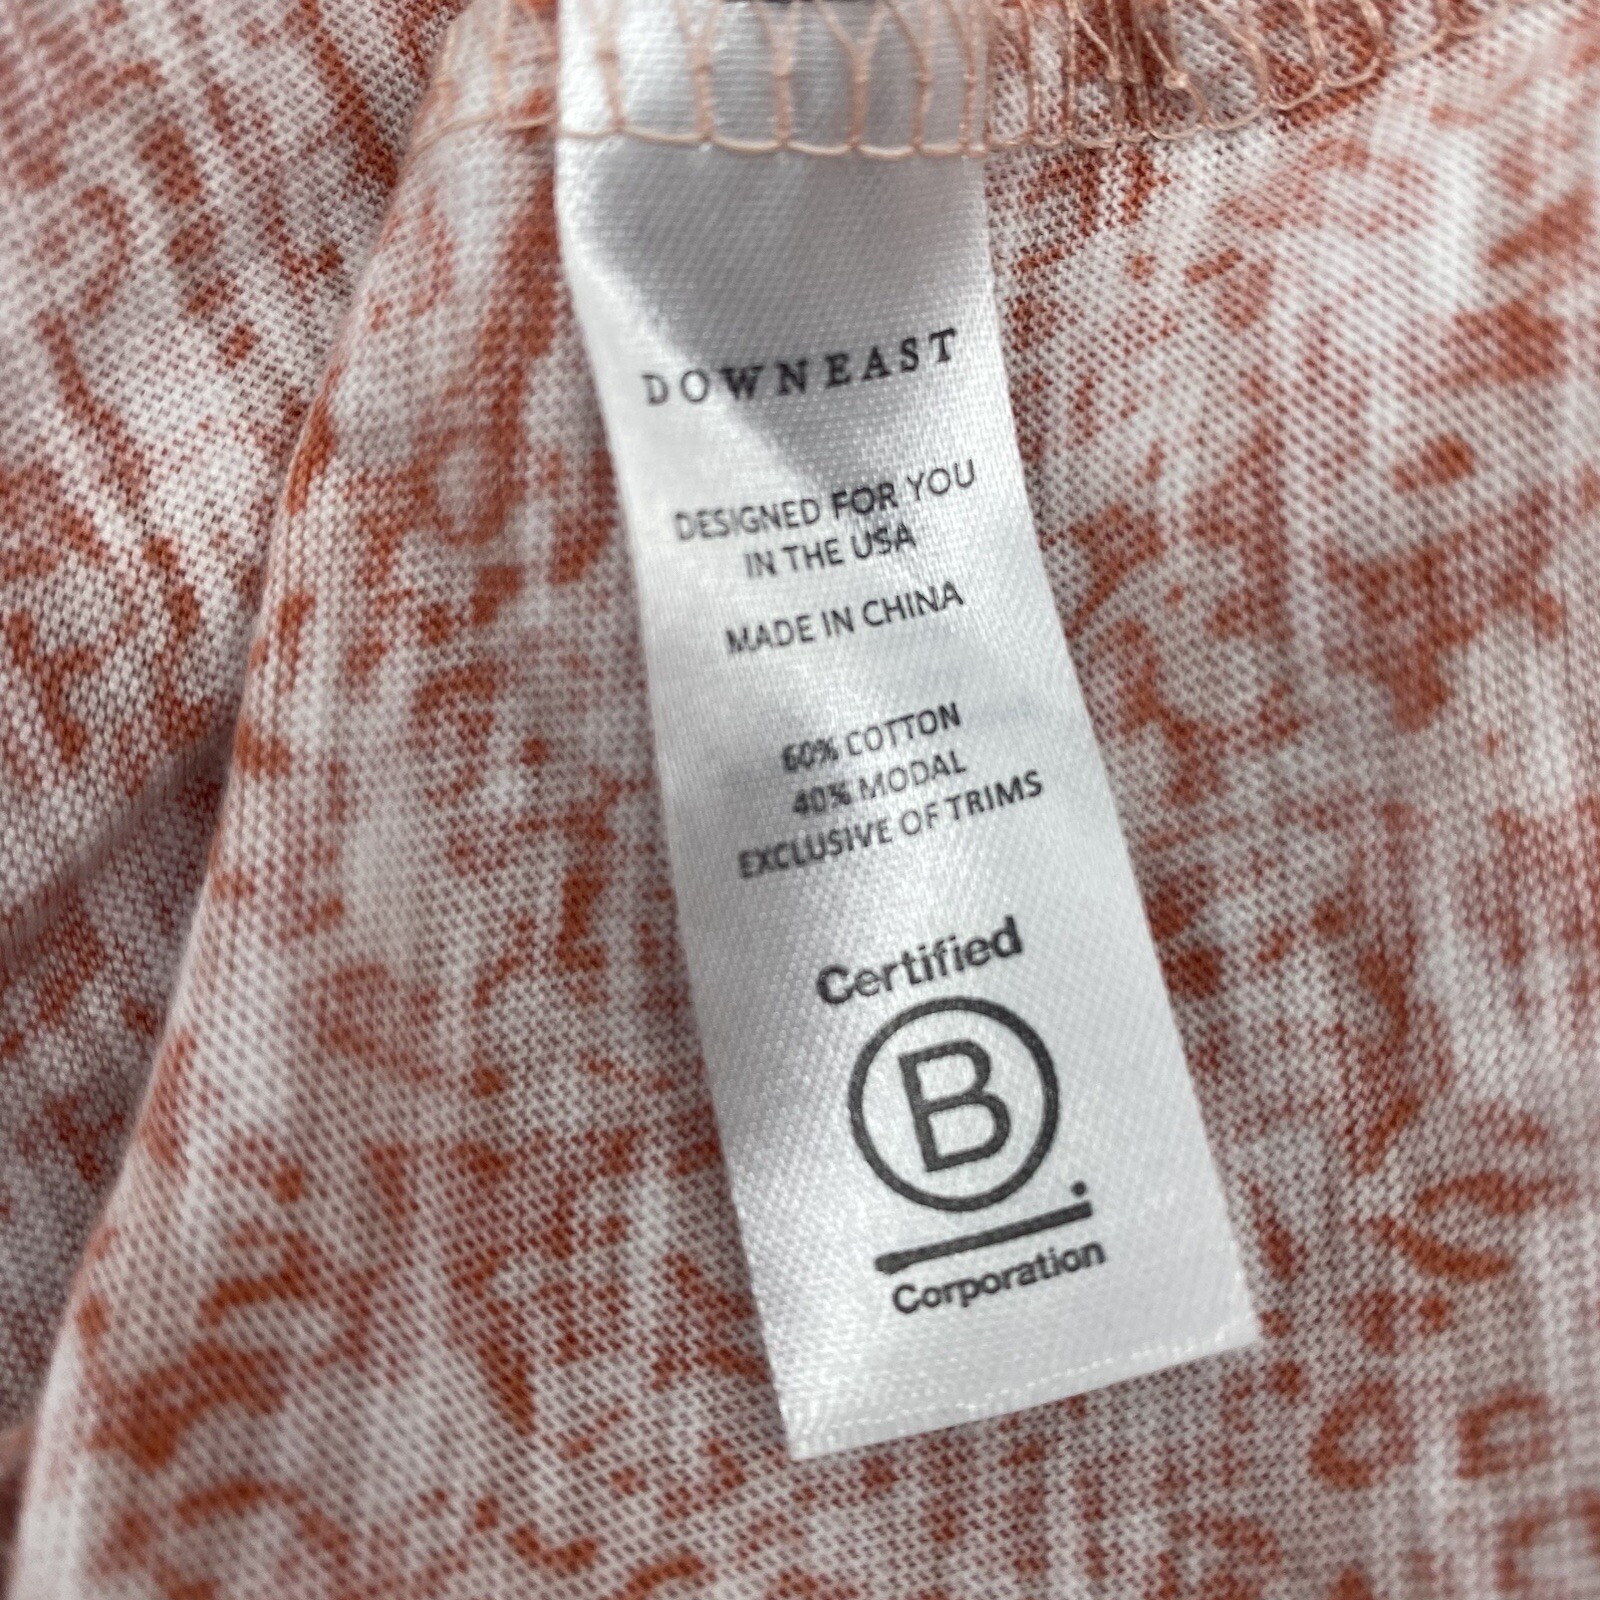 DOWNEAST
DESIGNED FOR YOU
IN THE USA
MADE IN CHINA
60% COTTON
40% MODAL
EXCLUSIVE OF TRIMS
Certified
B
Corporation